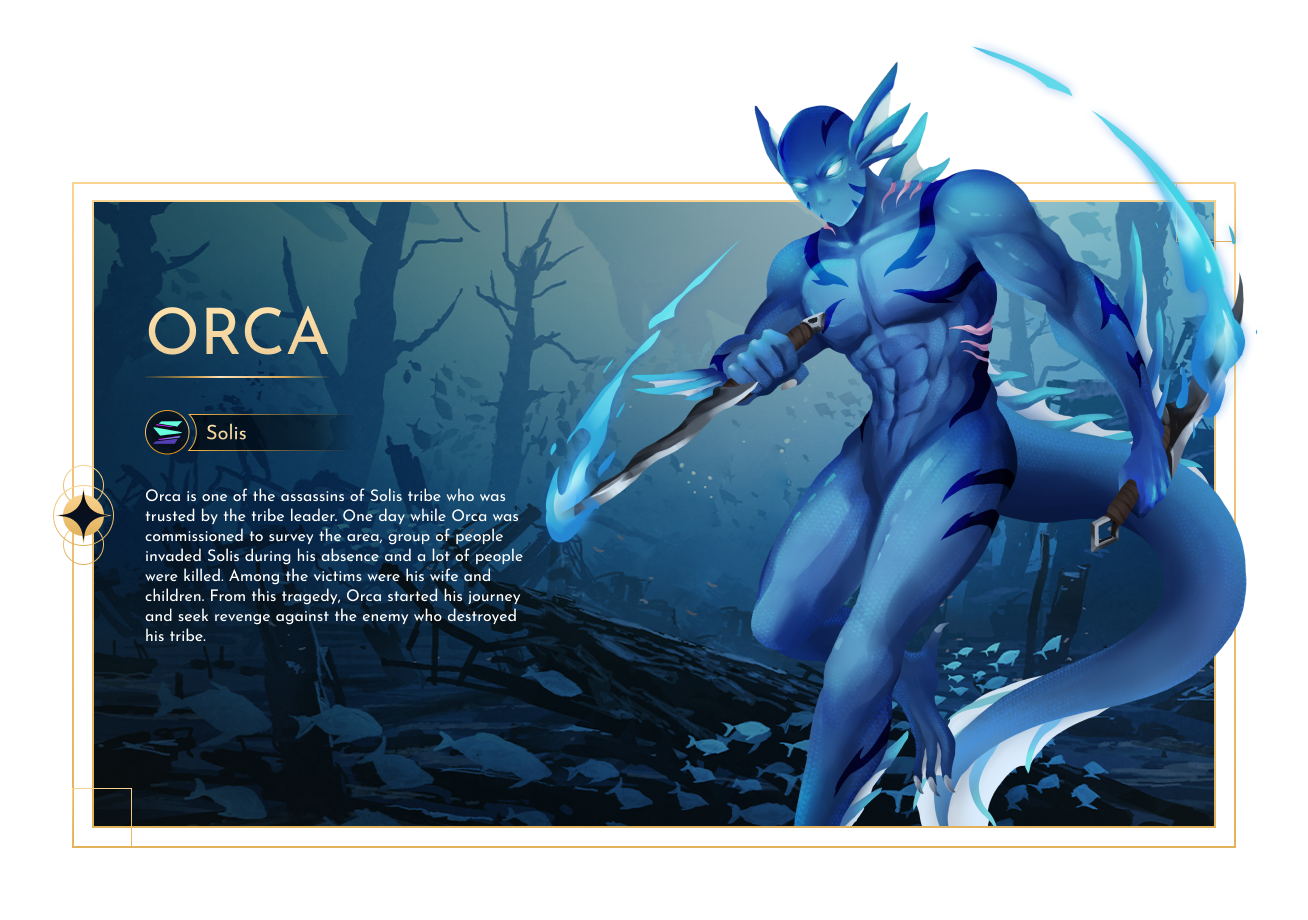 ORCA
Solis
Orca is one of the assassins of Solis tribe who was
trusted by the tribe leader. One day while Orca was
commissioned to survey the area, group of people
invaded Solis during his absence and a lot of people
were killed. Among the victims were his wife and
children. From this tragedy, Orca started his journey
and seek revenge against the enemy who destroyed
his tribe.